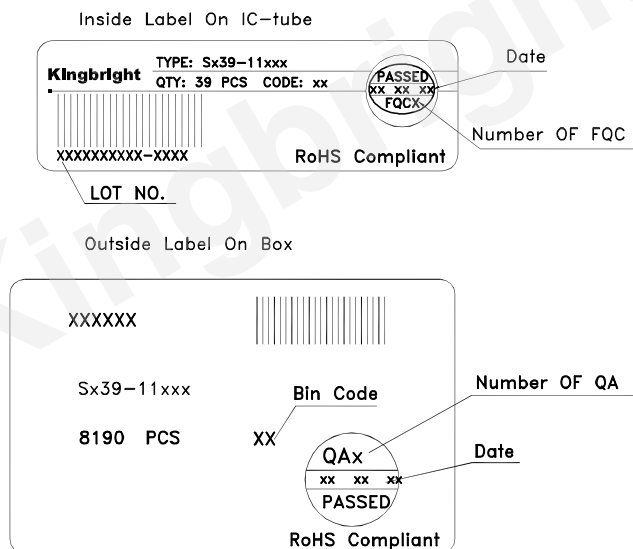 Inside Label On IC-tube
Kingbright
TYPE: Sx39-11xxx
QTY: 39 PCS CODE: xx
PASSED
xx xx xx
FQCX
Date
Number OF FQC
XXXXXXXXXX-XXXX
RoHS Compliant
LOT NO.
Outside Label On Box
XXXXXX
Sx39-11xxx
Bin Code
Number OF QA
8190 PCS
XX
QAx
Date
xx xx xx
PASSED
RoHS Compliant
Kingbright